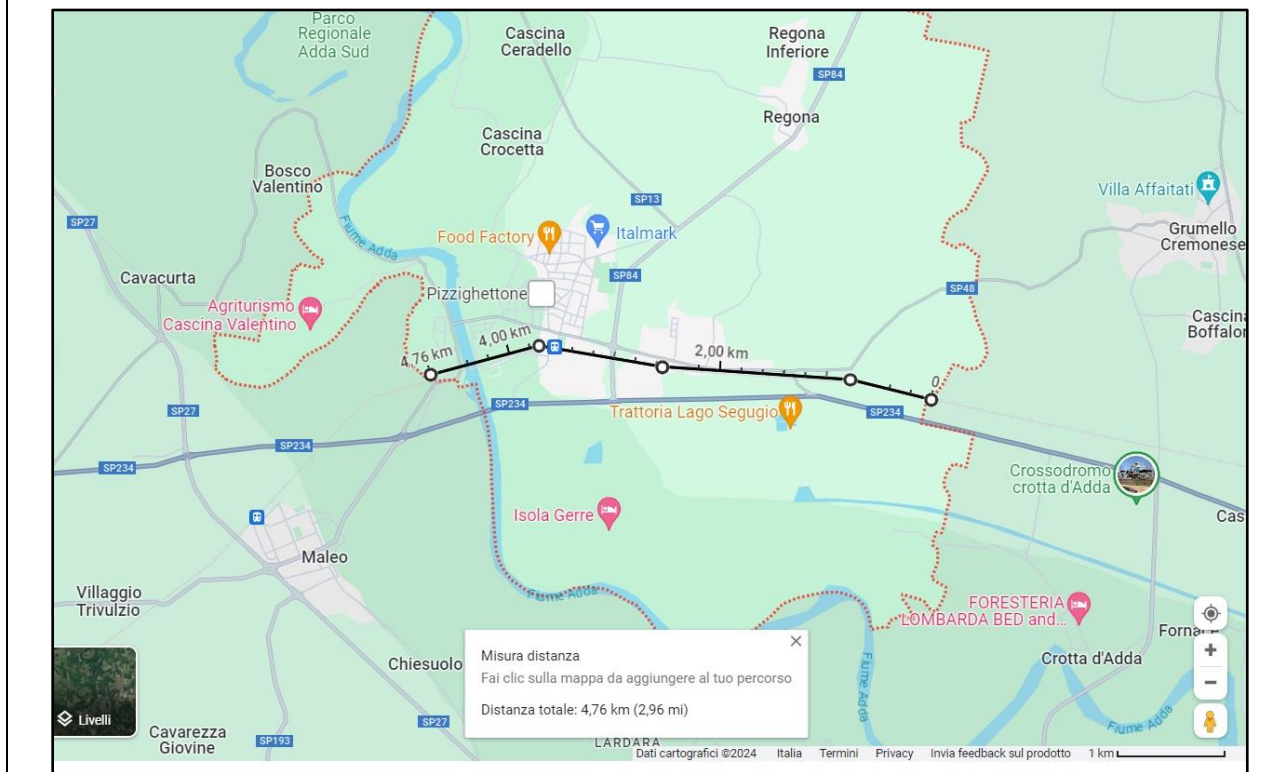 Parco
Regionale
Adda Sud
Cascina
Ceradello
Regona
Inferiore
SP84
Regona
Cascina
Crocetta
Bosco
Valentino
SP27
Fiume Adda
SP13
Food Factory
Italmark
Villa Affaitati
Grumello
Cremonese
Cavacurta
Agriturismo
Cascina Valentino
Pizzighettone
SP84
SP48
Cascina
Boffalor
4,76 km
4,00 km
2,00 km
0
SP27
SP234
Trattoria Lago Segugio
SP234
SP234
SP234
Crossodromo
crotta d'Adda
Isola Gerre
Cas
Maleo
Villaggio
Trivulzio
Fiume Adda
FORESTERIA
LOMBARDA BED and...
Fornace
Crotta d'Adda
Chiesuolo
Misura distanza
Fai clic sulla mappa da aggiungere al tuo percorso
Distanza totale: 4,76 km (2,96 mi)
Fiume Adda
Fiume Adda
Livelli
SP27
Cavarezza
Giovine
SP193
LARDARA
Dati cartografici ©2024 Italia Termini Privacy Invia feedback sul prodotto 1 km